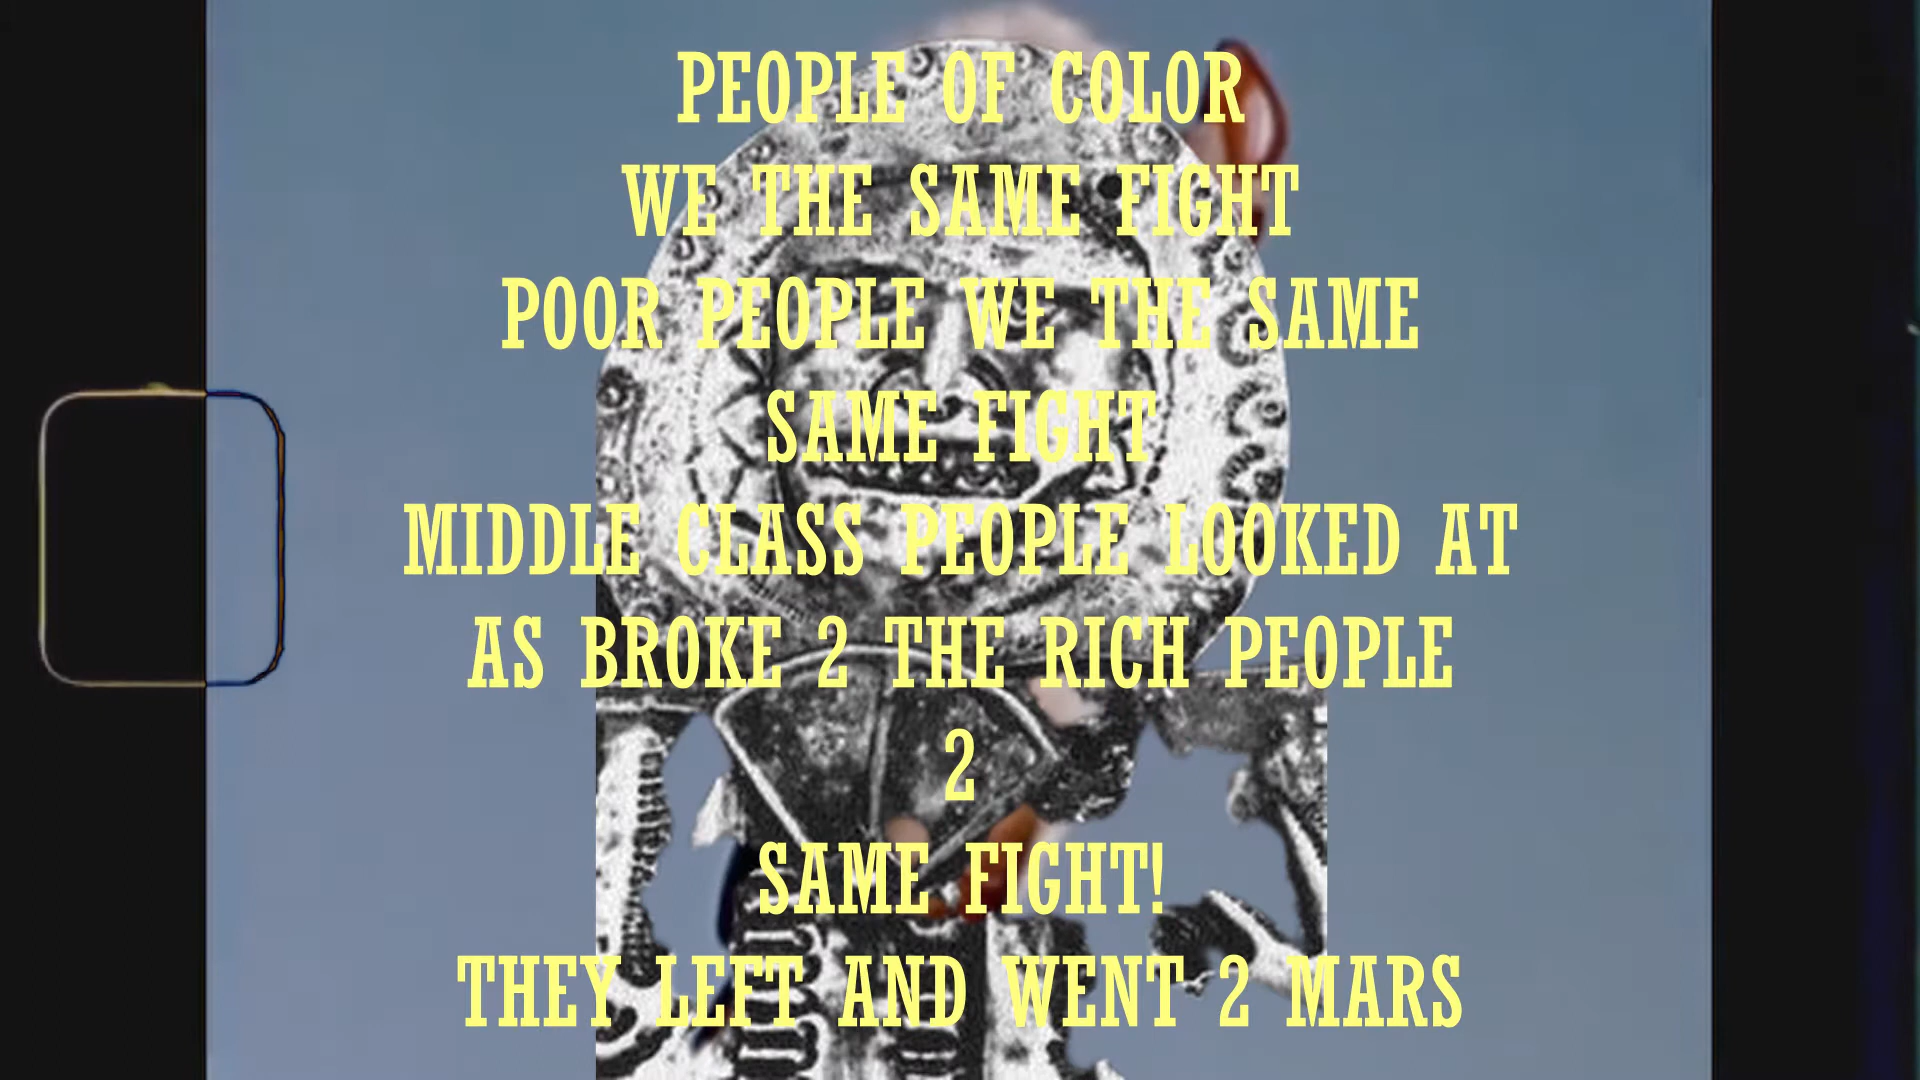 PEOPLE OF COLOR
WE THE SAME FIGHT
POOR PEOPLE WE THE SAME
SAME FIGHT
MIDDLE CLASS PEOPLE LOOKED AT
AS BROKE 2 THE RICH PEOPLE
2
SAME FIGHT!
THEY LEFT AND WENT 2 MARS